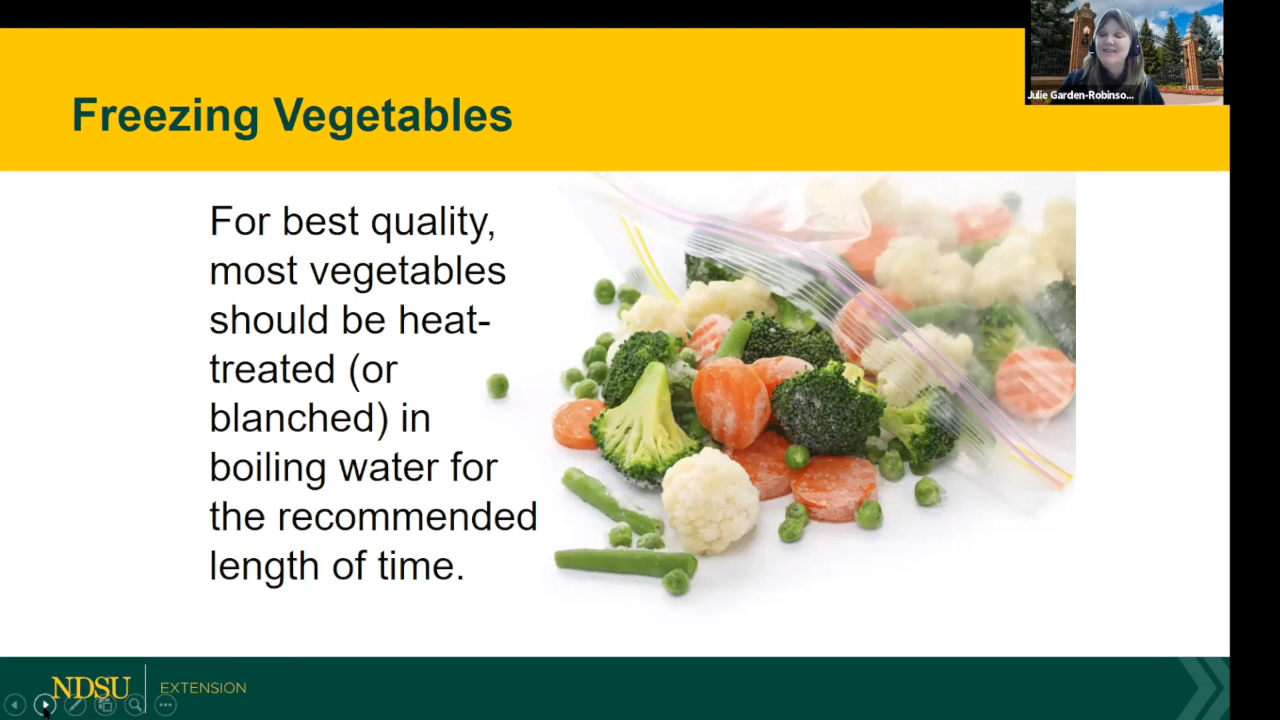 Julie Garden-Robinso...
Freezing Vegetables
For best quality,
most vegetables
should be heat-
treated (or
blanched) in
boiling water for
the recommended
length of time.
NDSU EXTENSION